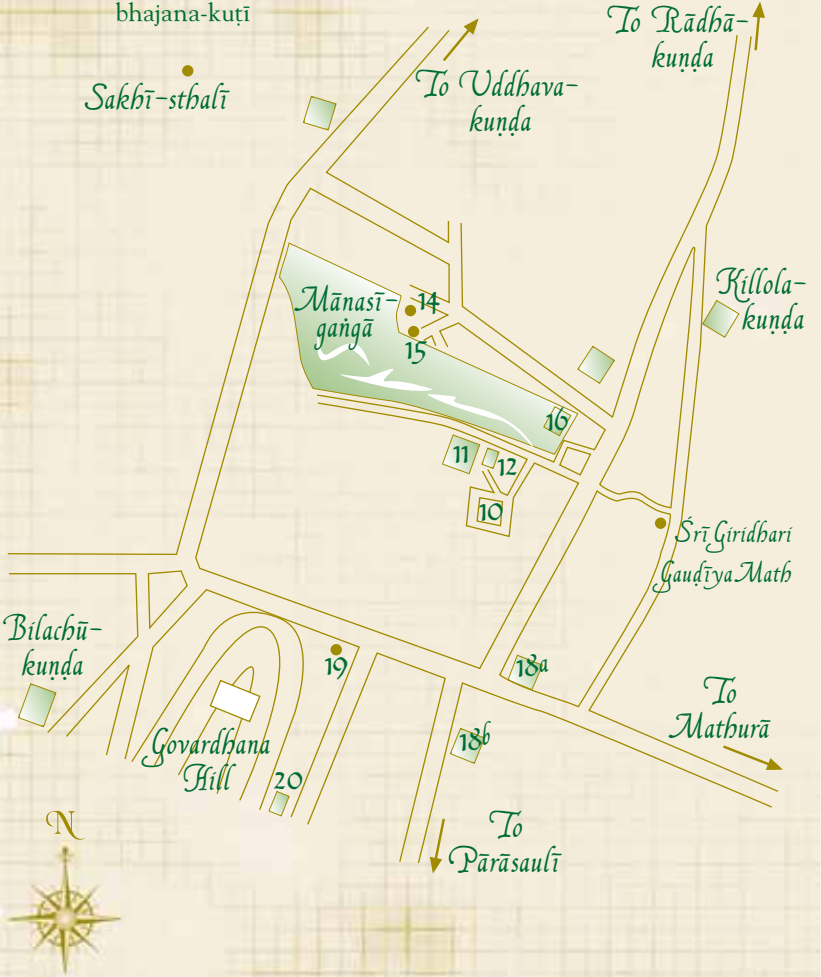 bhajana-kuṭī
To Rādhā-
kuṇḍa
Sakhī-sthalī
To Uddhava-
kuṇḍa
Killola-
kuṇḍa
Mānasī-
gaṅgā
14
15
16
11
12
10
Śrī Giridhari
Gauḍīya Math
Bilachū-
kuṇḍa
19
18a
To
Mathurā
18b
Govardhana
Hill
20
To
Pārāsaulī
N